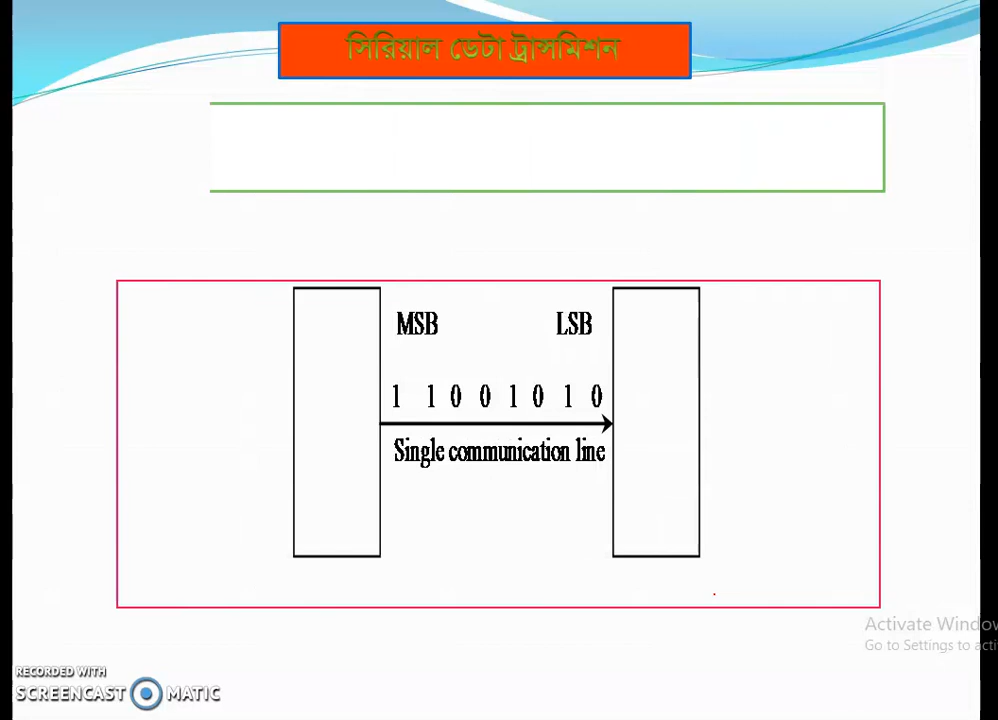 সিরিয়াল ডেটা ট্রান্সমিশন
MSB LSB
1 1 0 0 1 0 1 0
Single communication line
Activate Window
Go to Settings to acti
RECORDED WITH
SCREENCAST MATIC